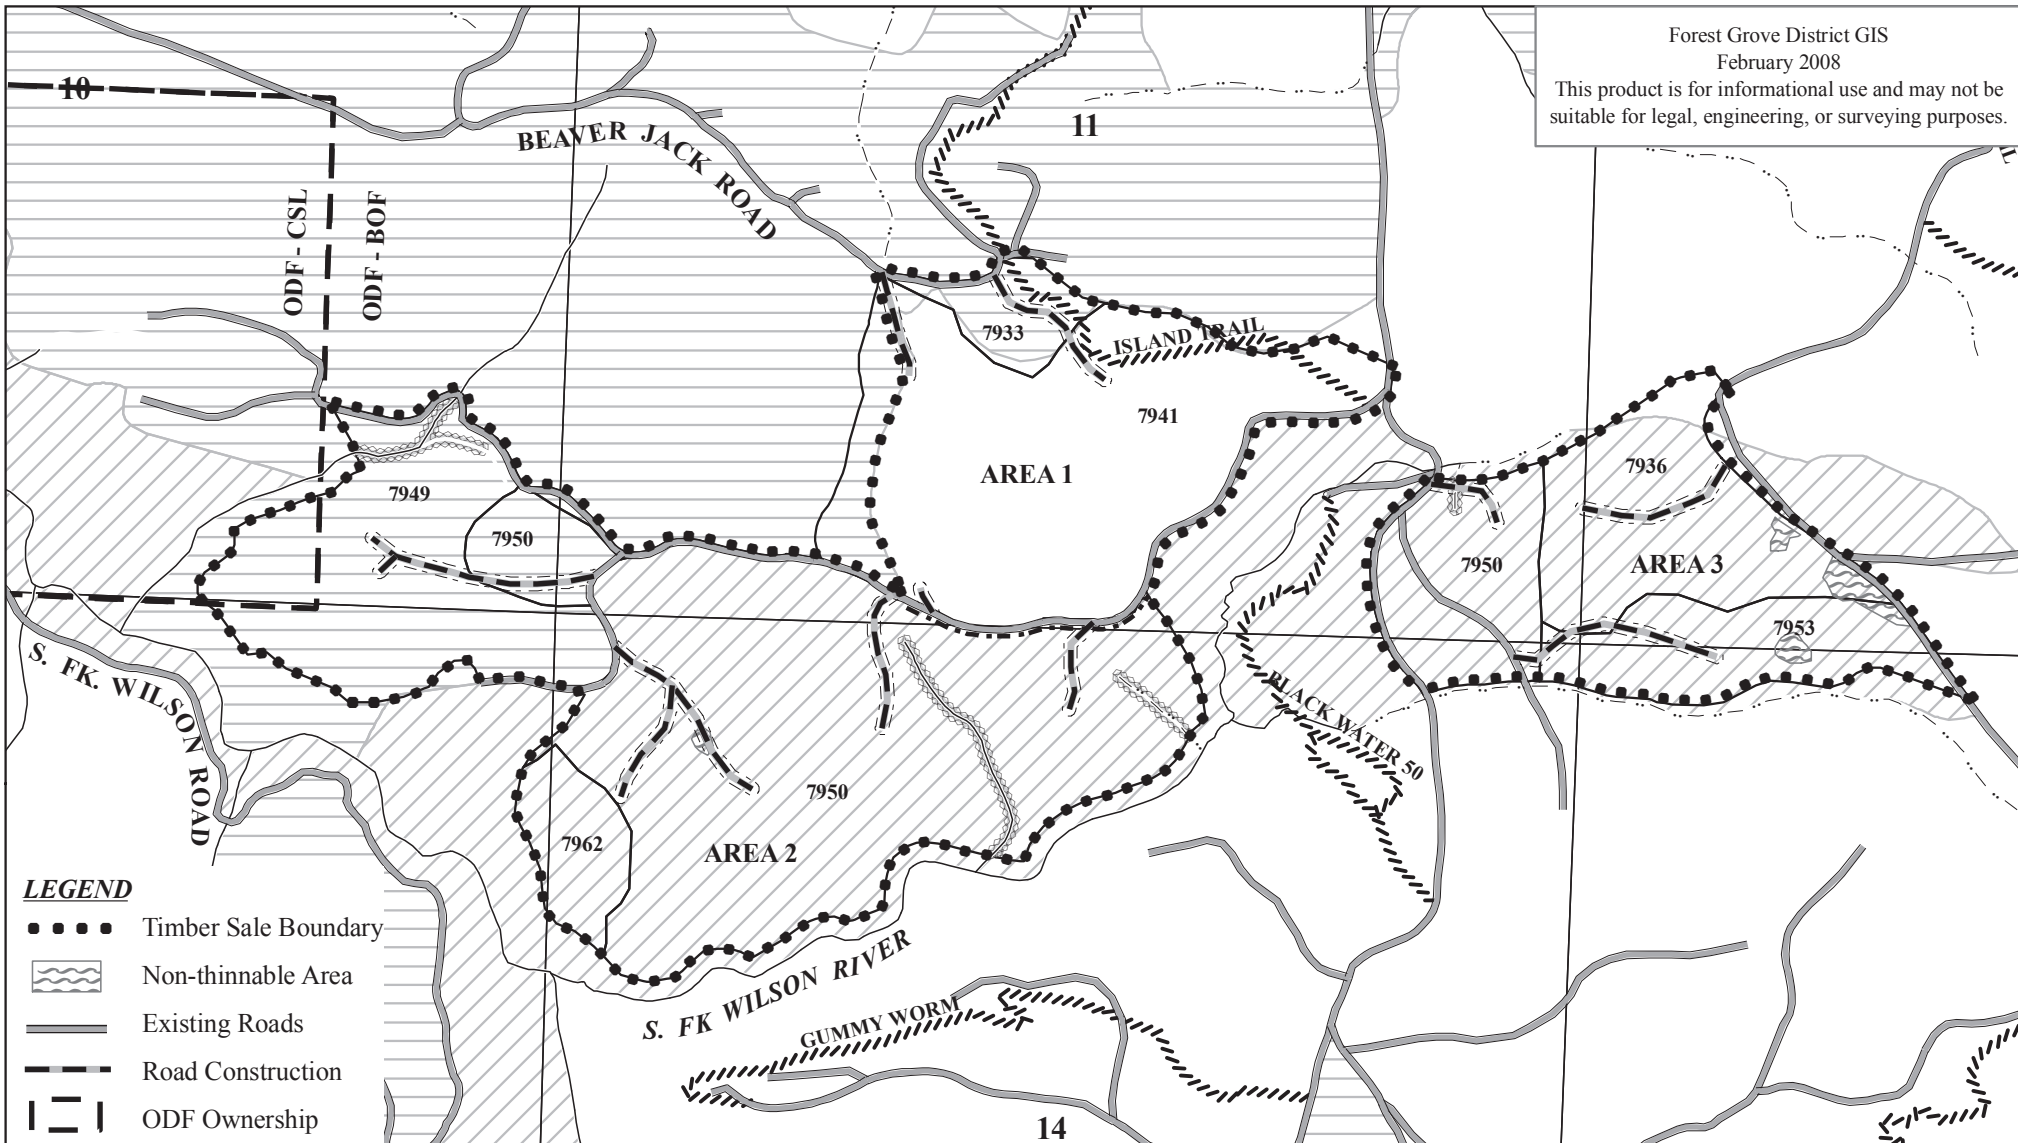 Forest Grove District GIS
February 2008
This product is for informational use and may not be
suitable for legal, engineering, or surveying purposes.
10
11
BEAVER JACK ROAD
ODF - CSL
ODF - BOF
7933
ISLAND TRAIL
7941
AREA 1
7936
7949
7950
7950
AREA 3
7953
S. FK. WILSON ROAD
BLACK WATER 50
7950
7962
AREA 2
S. FK WILSON RIVER
GUMMY WORM
14
LEGEND
Timber Sale Boundary
Non-thinnable Area
Existing Roads
Road Construction
ODF Ownership